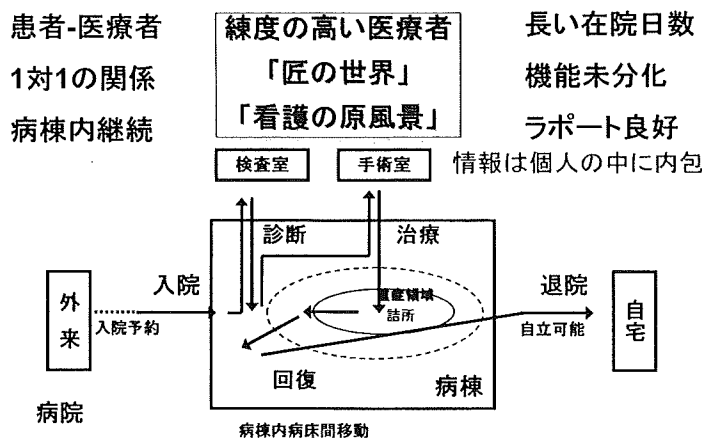 患者-医療者
1対1の関係
病棟内継続
練度の高い医療者
「匠の世界」
「看護の原風景」
長い在院日数
機能未分化
ラポート良好
検査室
手術室
情報は個人の中に内包
診断
治療
外来
入院
入院予約
重症領域
詰所
退院
自立可能
自宅
回復
病棟
病院
病棟内病床間移動